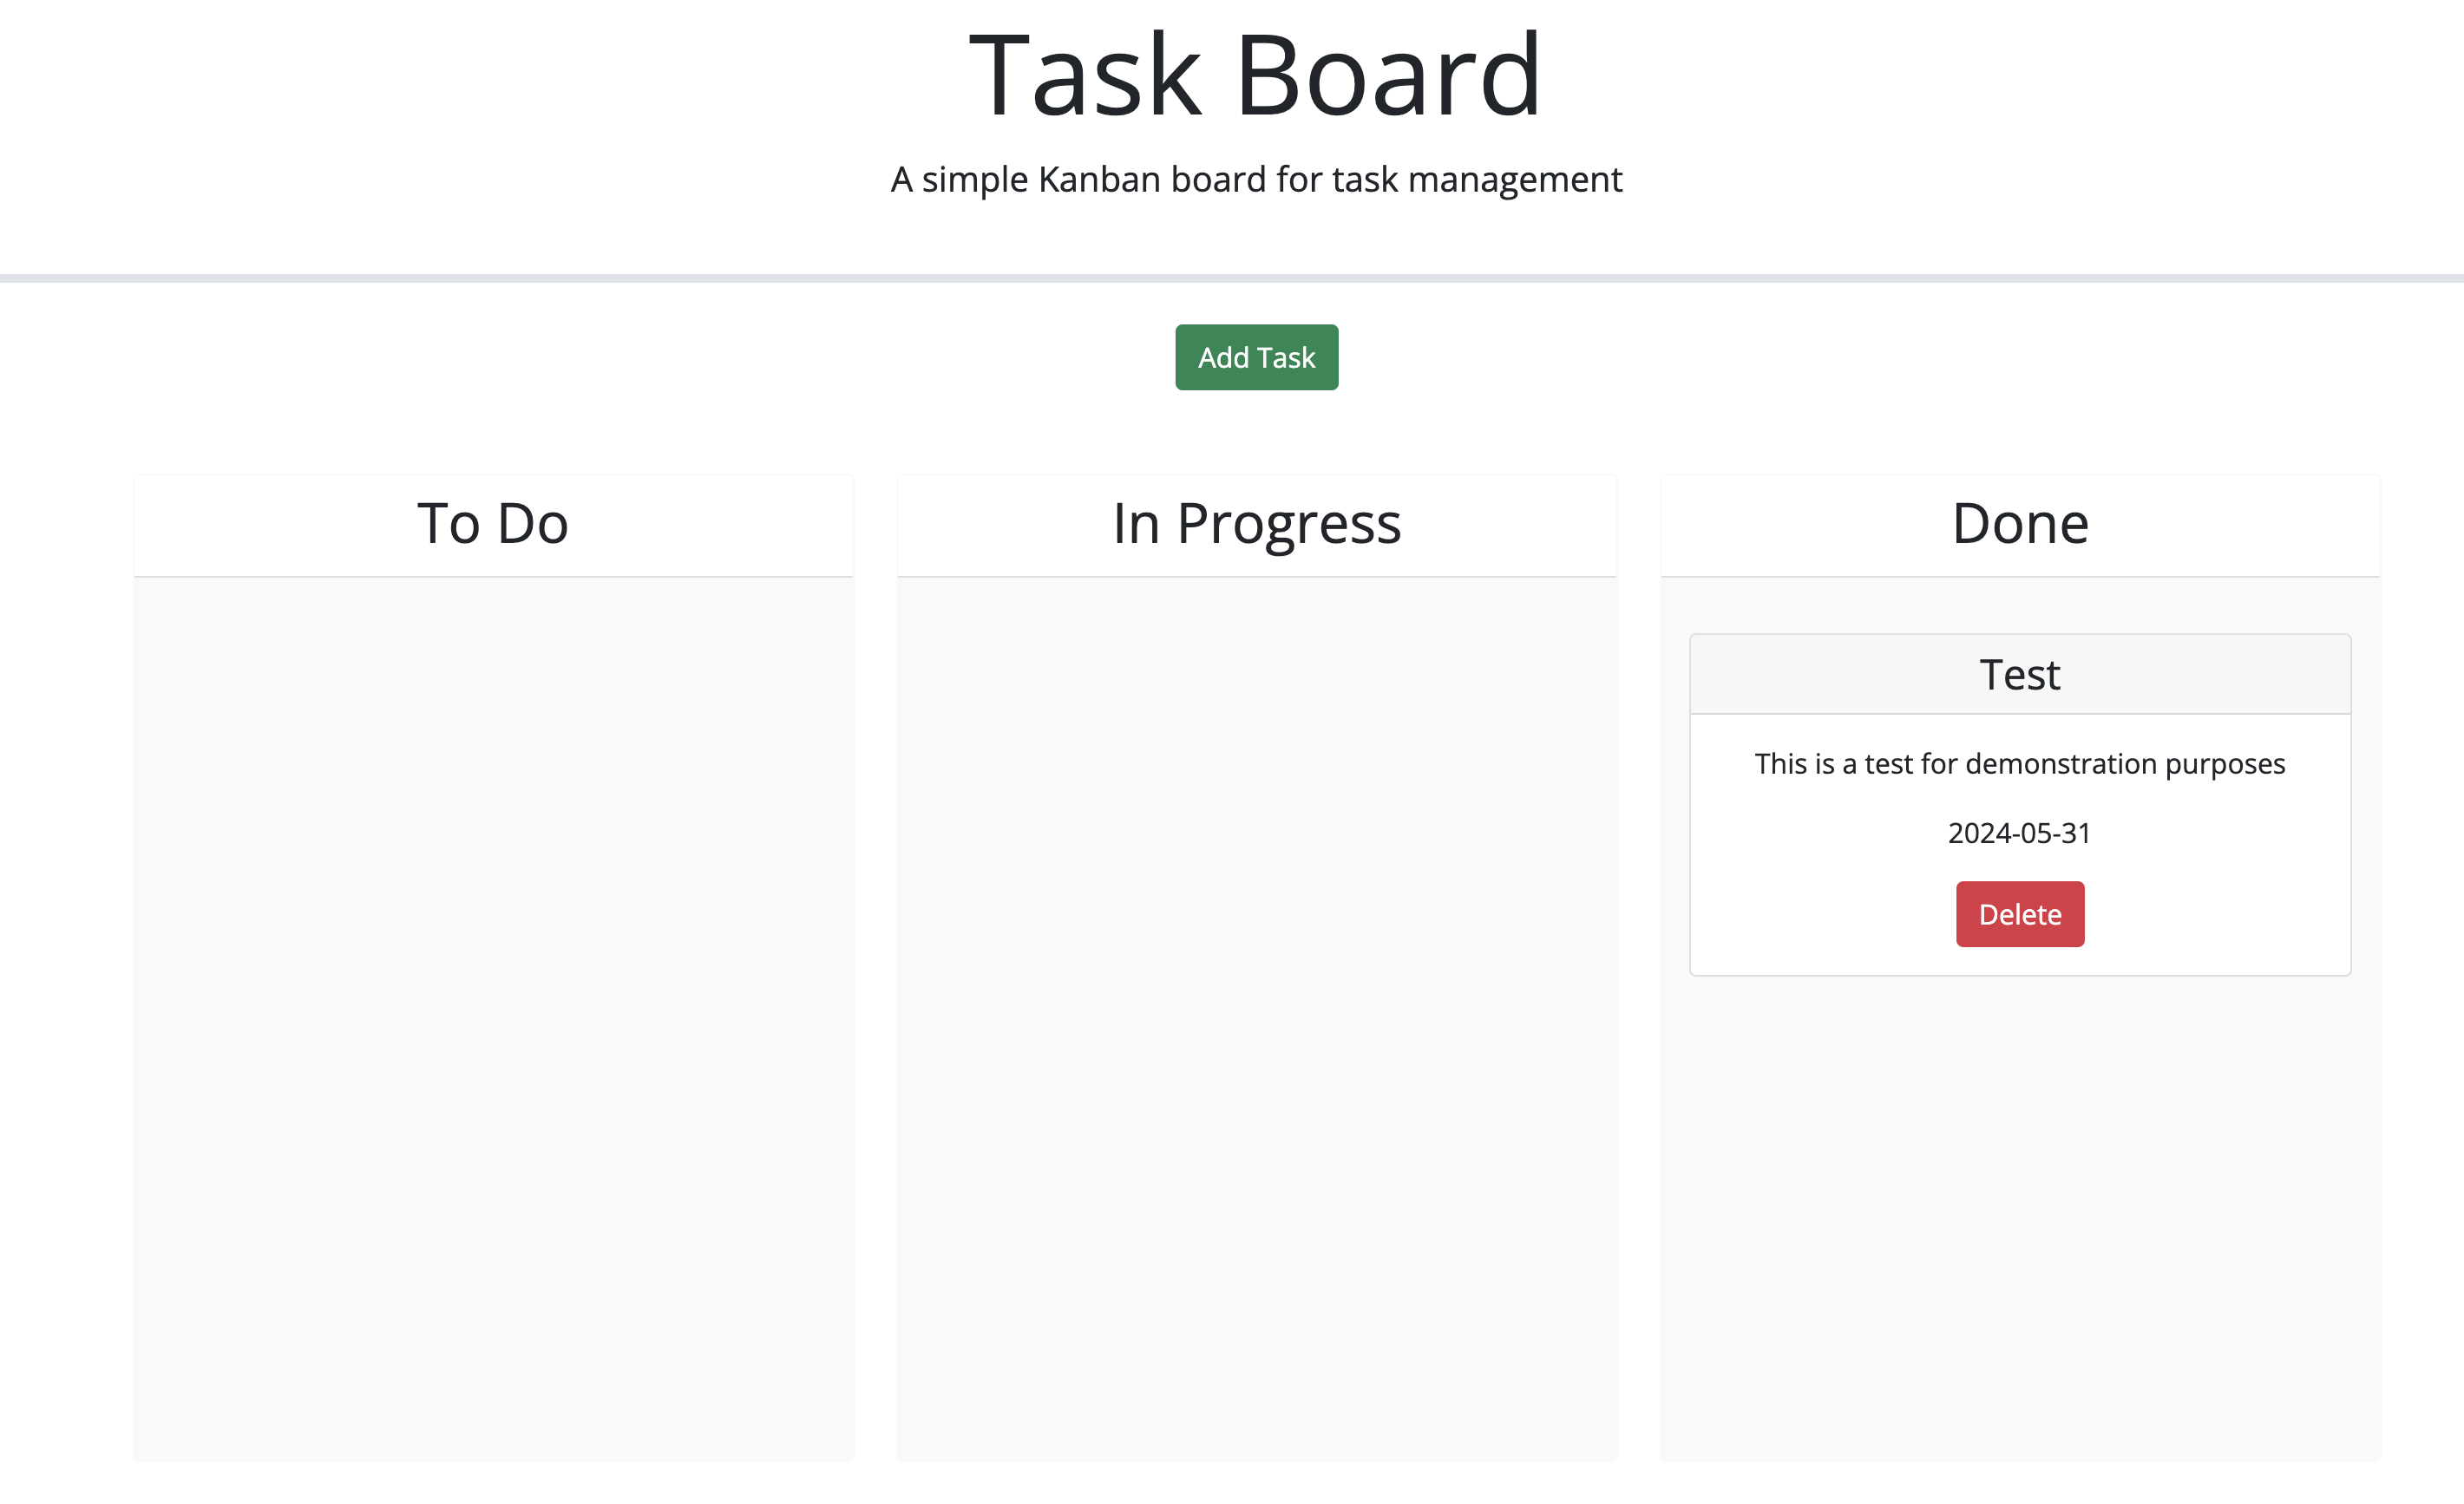 Task Board
A simple Kanban board for task management
Add Task
To Do
In Progress
Done
Test
This is a test for demonstration purposes
2024-05-31
Delete